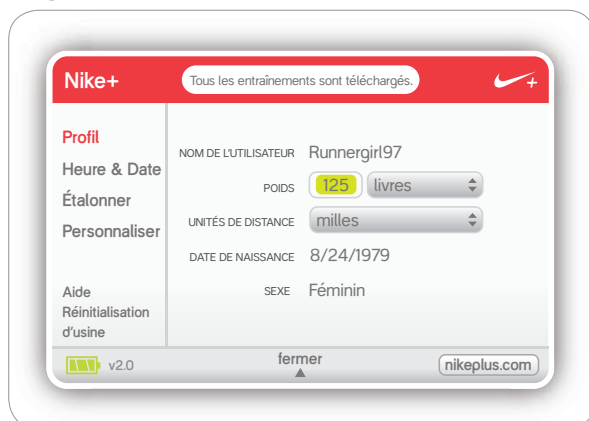 Nike+
Tous les entraînements sont téléchargés.
Profil
Heure & Date
Étalonner
Personnaliser
Aide
Réinitialisation
d'usine
NOM DE L'UTILISATEUR Runnergirl97
POIDS 125 livres
UNITÉS DE DISTANCE milles
DATE DE NAISSANCE 8/24/1979
SEXE Féminin
v2.0
fermer
nikeplus.com